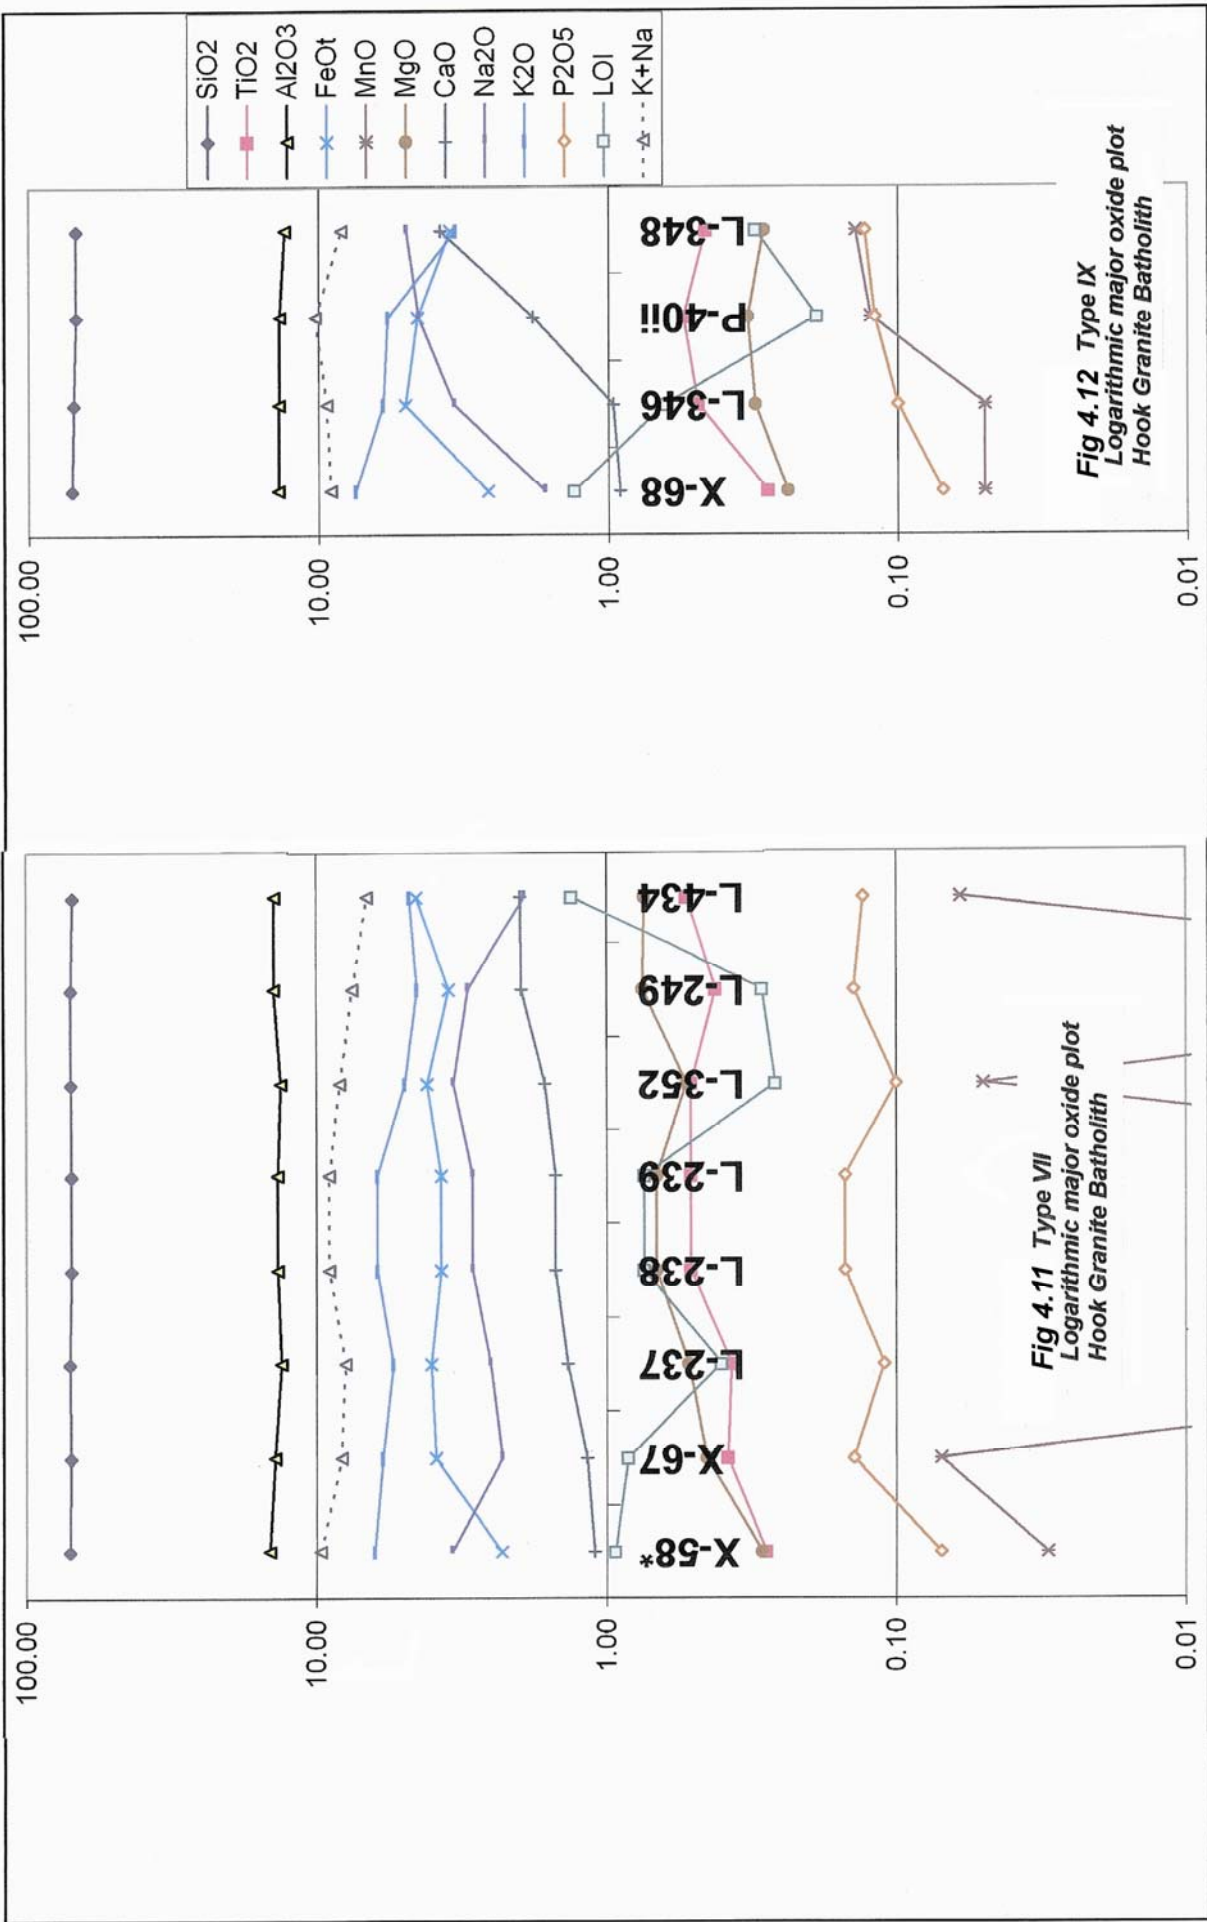 100.00
10.00
1.00
0.10
0.01
X-58*
X-67
L-237
L-238
L-239
L-352
L-249
L-434
Fig 4.11 Type VII
Logarithmic major oxide plot
Hook Granite Batholith
100.00
10.00
1.00
0.10
0.01
X-68
L-346
P-40ii
L-348
Fig 4.12 Type IX
Logarithmic major oxide plot
Hook Granite Batholith
SiO2
TiO2
Al2O3
FeOt
MnO
MgO
CaO
Na2O
K2O
P2O5
LOI
K+Na